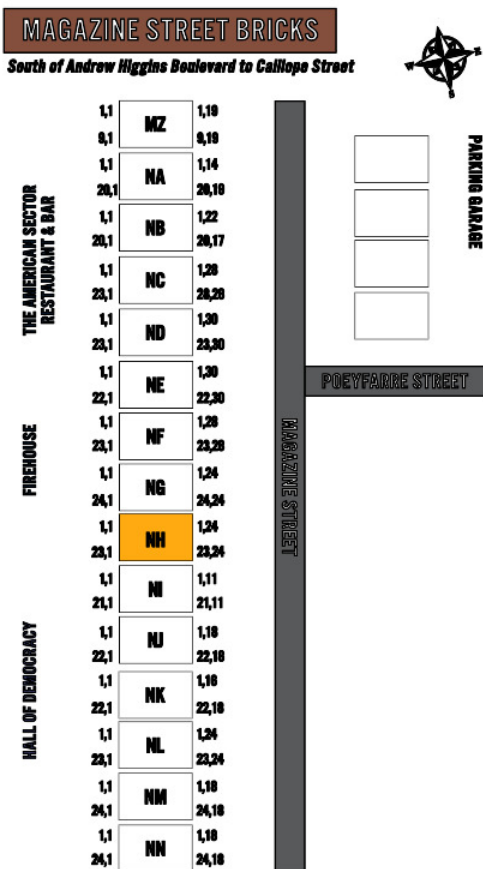 MAGAZINE STREET BRICKS
South of Andrew Higgins Boulevard to Calliope Street
1,1 MZ 1,19
9,1 9,19
1,1 NA 1,14
20,1 20,19
1,1 NB 1,22
20,1 20,17
1,1 NC 1,28
23,1 28,28
1,1 ND 1,30
23,1 23,30
1,1 NE 1,30
22,1 22,30
1,1 NF 1,28
23,1 23,28
1,1 NG 1,24
24,1 24,24
1,1 NH 1,24
23,1 23,24
1,1 NI 1,11
21,1 21,11
1,1 NJ 1,18
22,1 22,18
1,1 NK 1,16
22,1 22,18
1,1 NL 1,24
23,1 23,24
1,1 NM 1,18
24,1 24,18
1,1 NN 1,18
24,1 24,18
THE AMERICAN SECTOR
RESTAURANT & BAR
FIREHOUSE
HALL OF DEMOCRACY
MAGAZINE STREET
POEYFARRE STREET
PARKING GARAGE